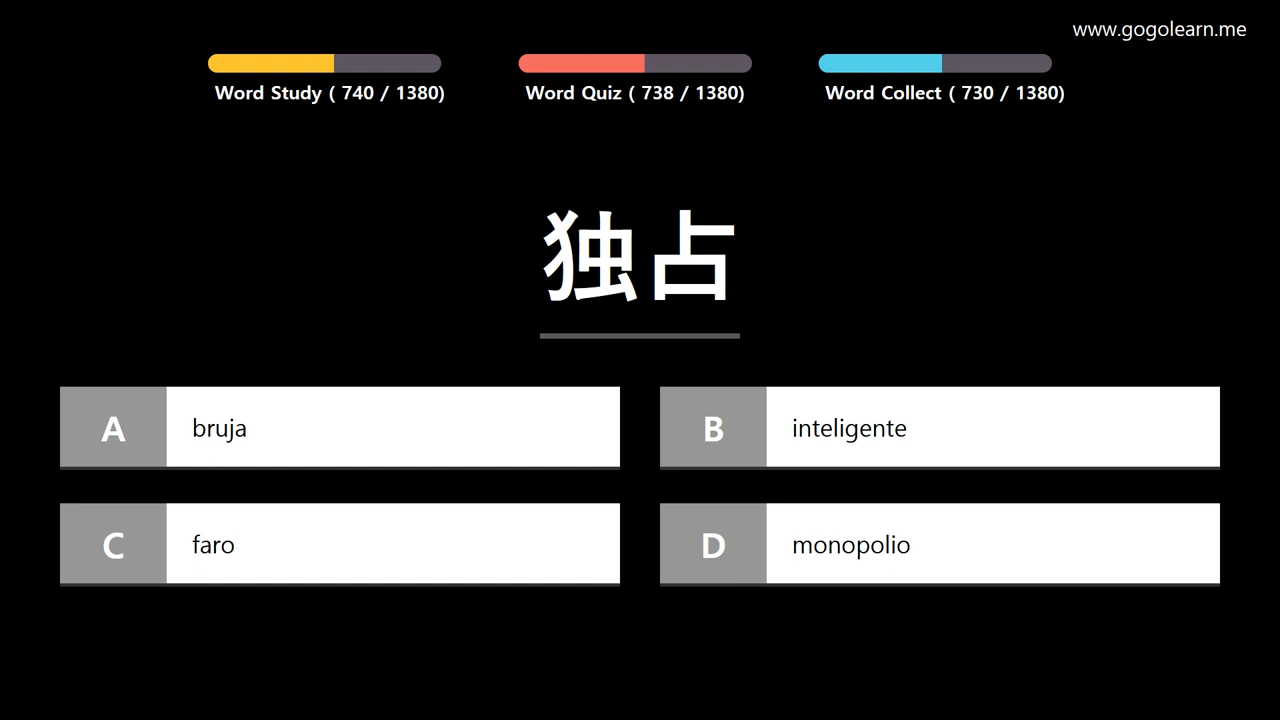 www.gogolearn.me
Word Study ( 740 / 1380)
Word Quiz ( 738 / 1380)
Word Collect ( 730 / 1380)
独占
A bruja
B inteligente
C faro
D monopolio